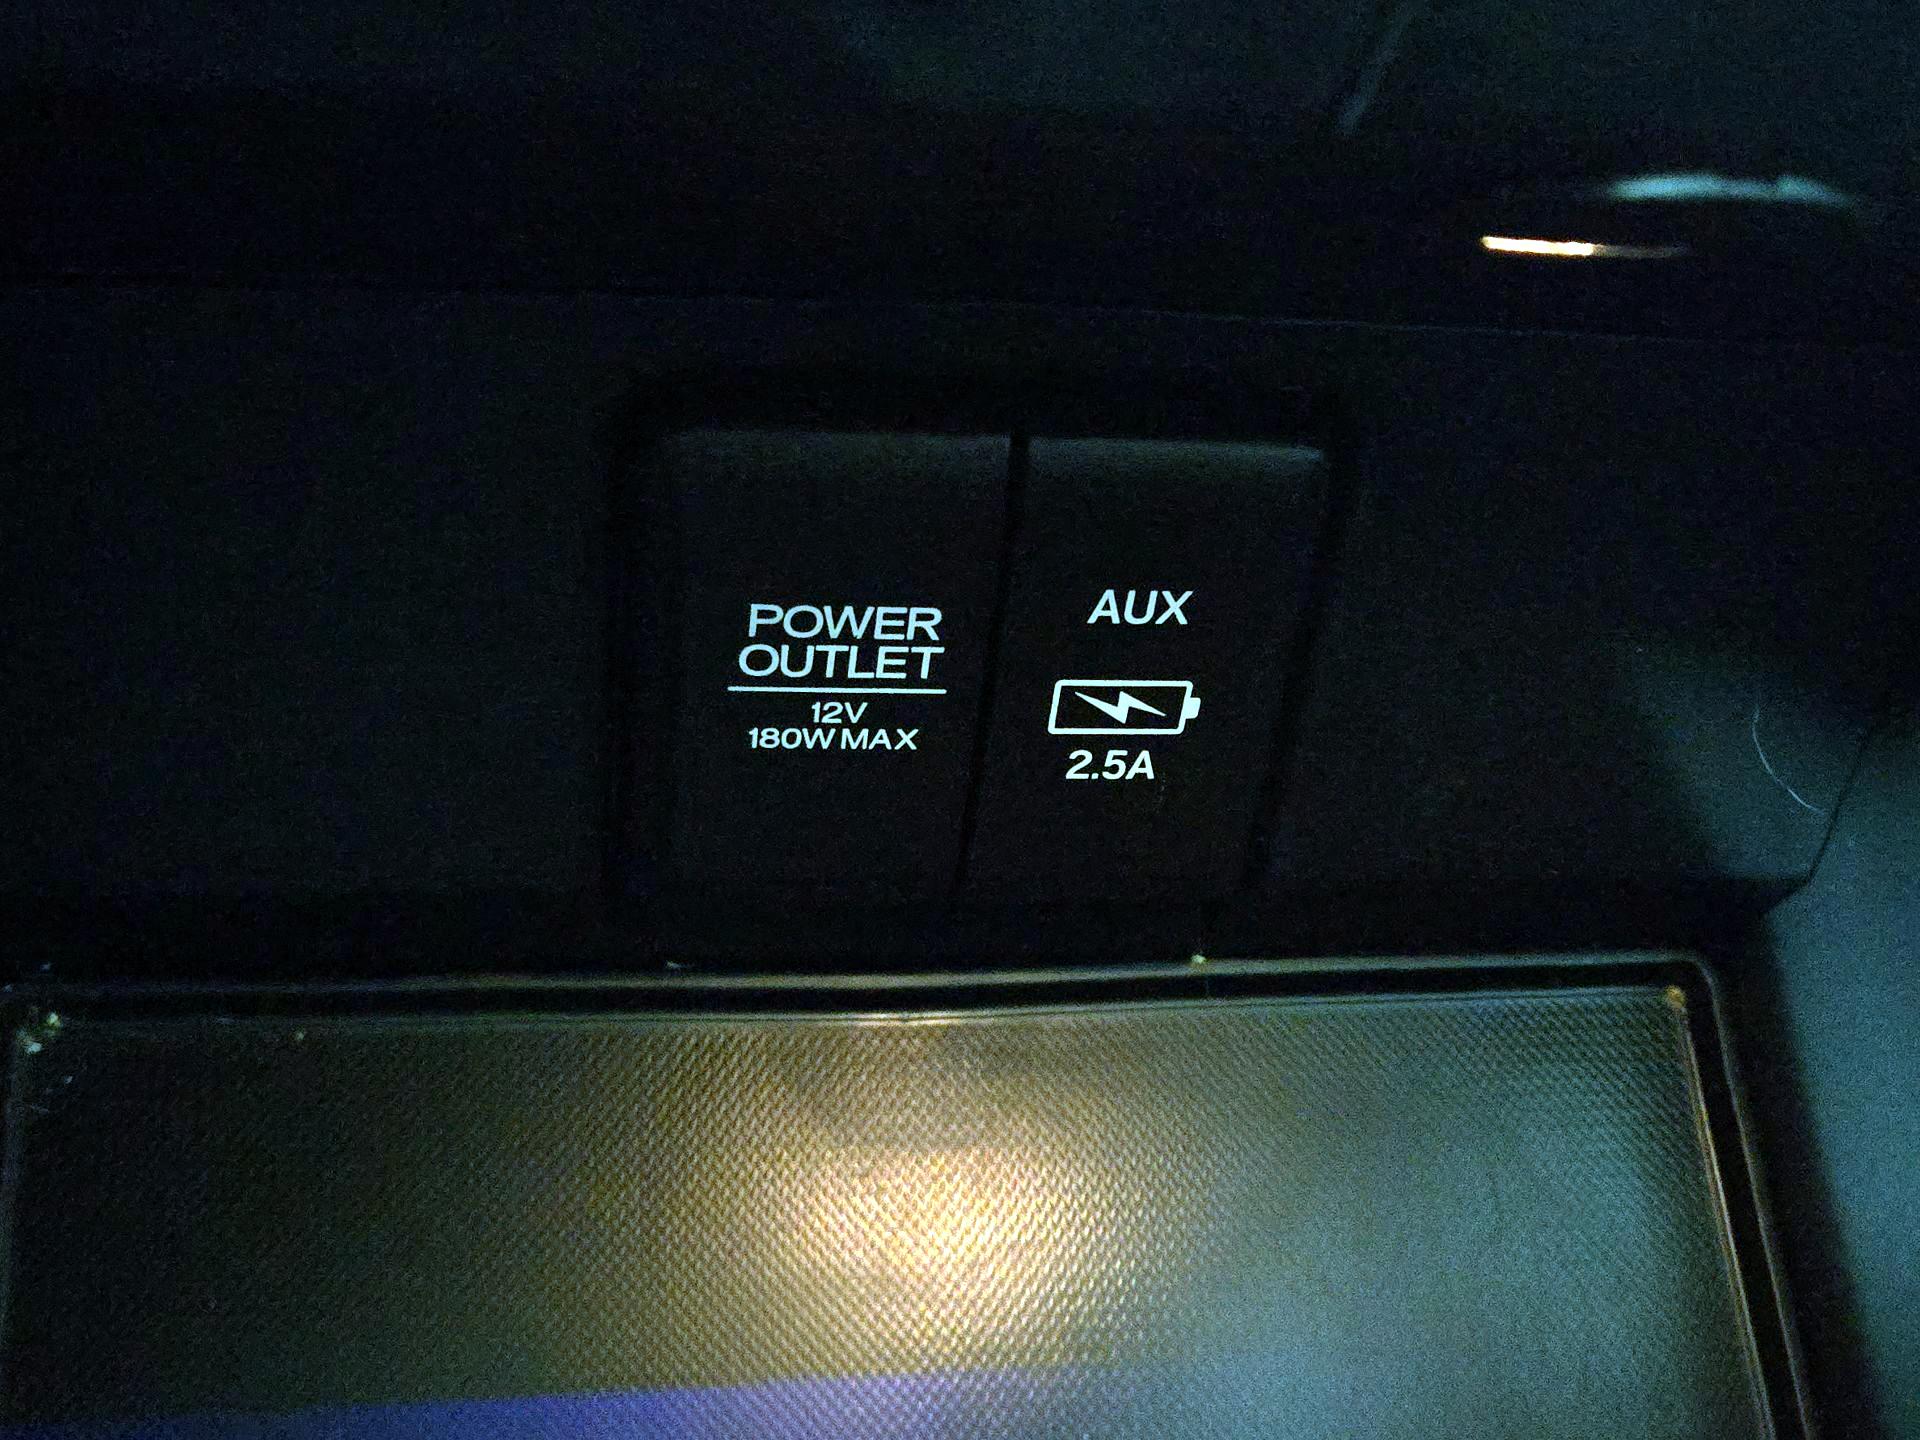 POWER
OUTLET
12V
180W MAX
AUX
2.5A